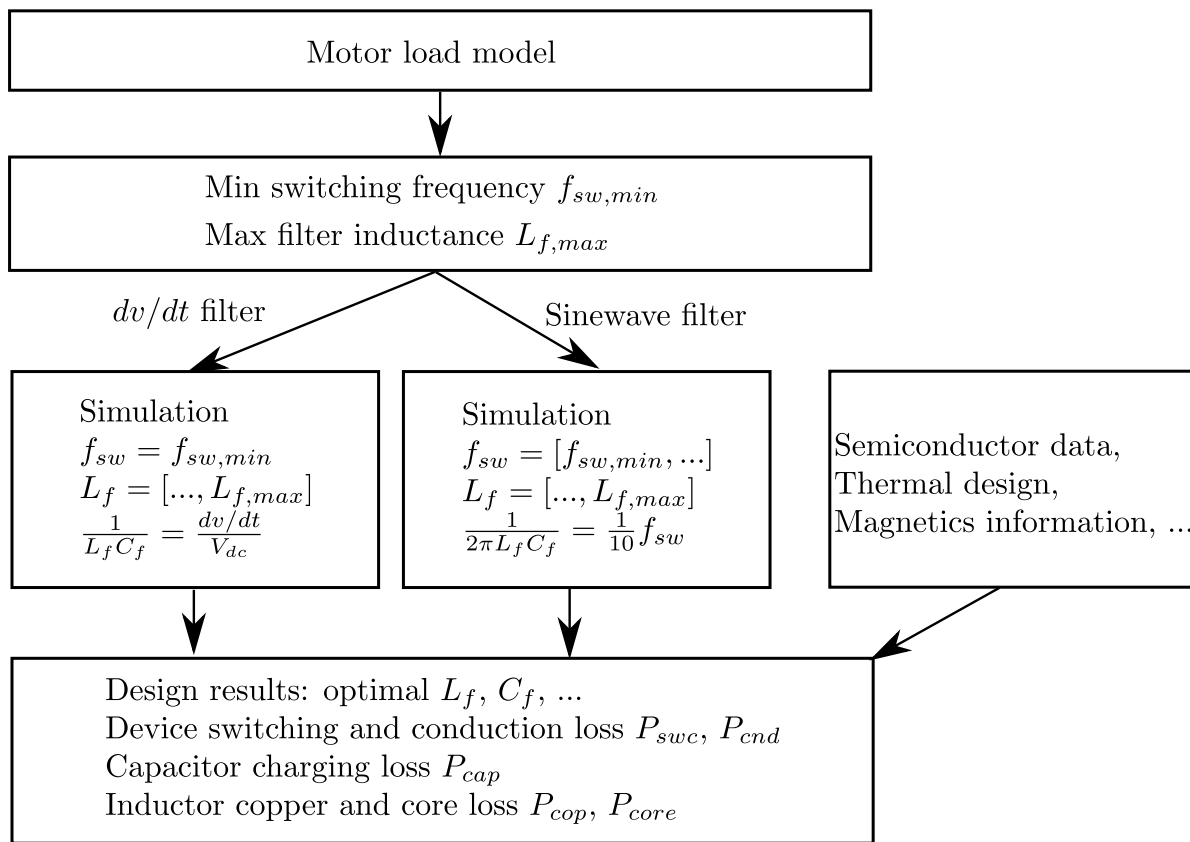 Motor load model
Min switching frequency f_{sw,min}
Max filter inductance L_{f,max}
dv/dt filter
Sinewave filter
Simulation
f_{sw} = f_{sw,min}
L_f = [..., L_{f,max}]
\frac{1}{L_f C_f} = \frac{dv/dt}{V_{dc}}
Simulation
f_{sw} = [f_{sw,min}, ...]
L_f = [..., L_{f,max}]
\frac{1}{2\pi L_f C_f} = \frac{1}{10} f_{sw}
Semiconductor data,
Thermal design,
Magnetics information, ...
Design results: optimal L_f, C_f, ...
Device switching and conduction loss P_{swc}, P_{cnd}
Capacitor charging loss P_{cap}
Inductor copper and core loss P_{cop}, P_{core}